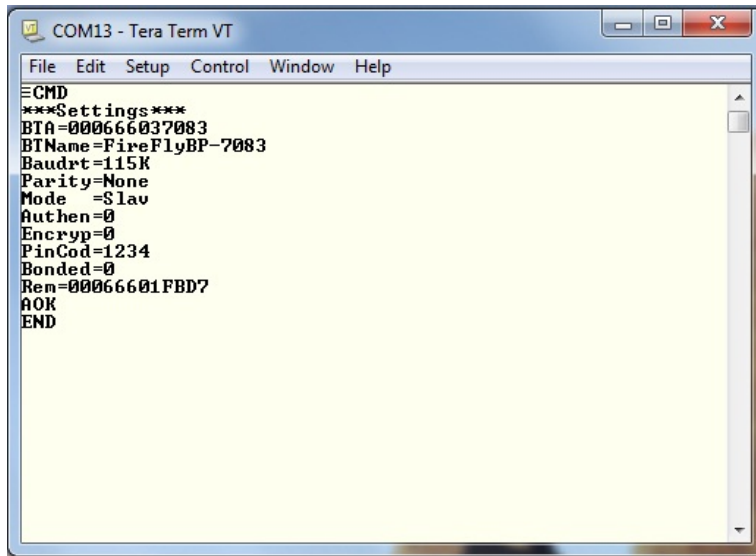 COM13 - Tera Term VT
File Edit Setup Control Window Help
≡CMD
***Settings***
BTA=000666037083
BTName=FireFlyBP-7083
Baudrt=115K
Parity=None
Mode  =Slav
Authen=0
Encryp=0
PinCod=1234
Bonded=0
Rem=00066601FBD7
AOK
END